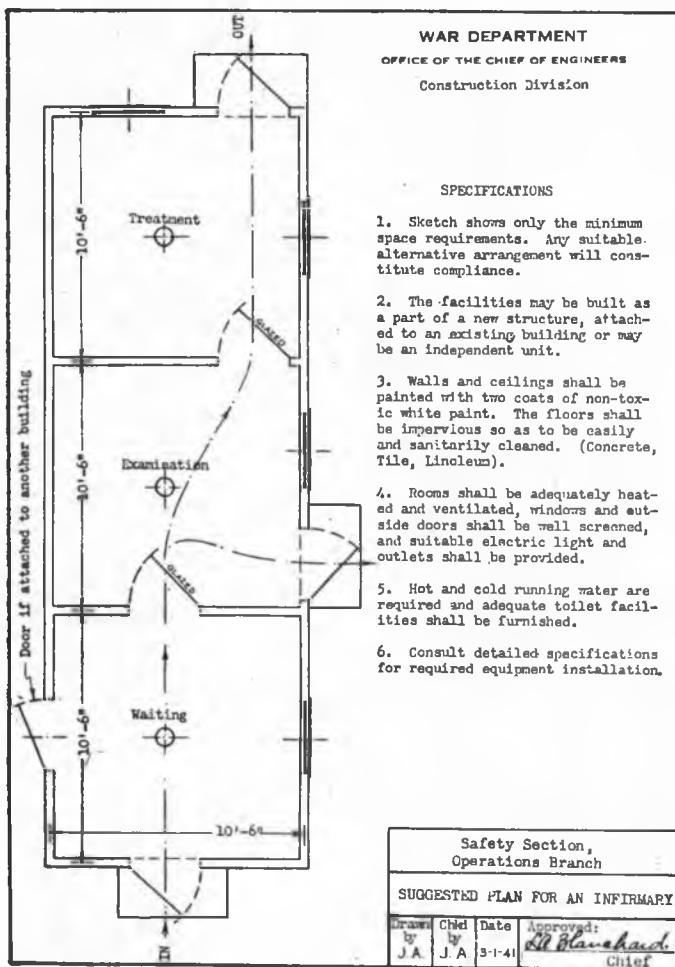 WAR DEPARTMENT
OFFICE OF THE CHIEF OF ENGINEERS
Construction Division
SPECIFICATIONS
1. Sketch shows only the minimum
space requirements. Any suitable
alternative arrangement will cons-
titute compliance.
2. The facilities may be built as
a part of a new structure, attach-
ed to an existing building or may
be an independent unit.
3. Walls and ceilings shall be
painted with two coats of non-tox-
ic white paint. The floors shall
be impervious so as to be easily
and sanitarily cleaned. (Concrete,
Tile, Linoleum).
4. Rooms shall be adequately heat-
ed and ventilated, windows and out-
side doors shall be well screened,
and suitable electric light and
outlets shall be provided.
5. Hot and cold running water are
required and adequate toilet facil-
ities shall be furnished.
6. Consult detailed specifications
for required equipment installation.
OUT
Treatment
10'-6"
GLAZED
Examination
10'-6"
GLAZED
Door if attached to another building
Waiting
10'-6"
10'-6"
IN
Safety Section,
Operations Branch
SUGGESTED PLAN FOR AN INFIRMARY
Drawn by J.A.
Chkd by J.A.
Date 3-1-41
Approved:
LA Blanchard
Chief